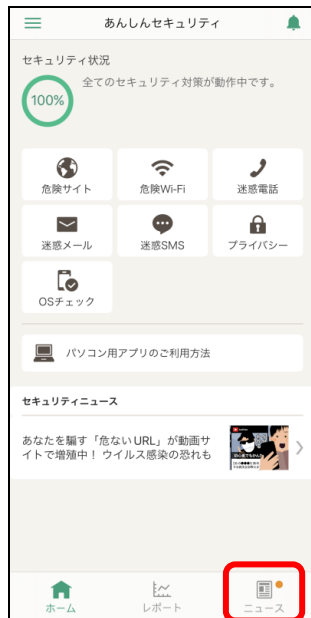 あんしんセキュリティ
セキュリティ状況
100%
全てのセキュリティ対策が動作中です。
危険サイト
危険Wi-Fi
迷惑電話
迷惑メール
迷惑SMS
プライバシー
OSチェック
パソコン用アプリのご利用方法
セキュリティニュース
あなたを騙す「危ないURL」が動画サ
イトで増殖中！ ウイルス感染の恐れも
ホーム
レポート
ニュース